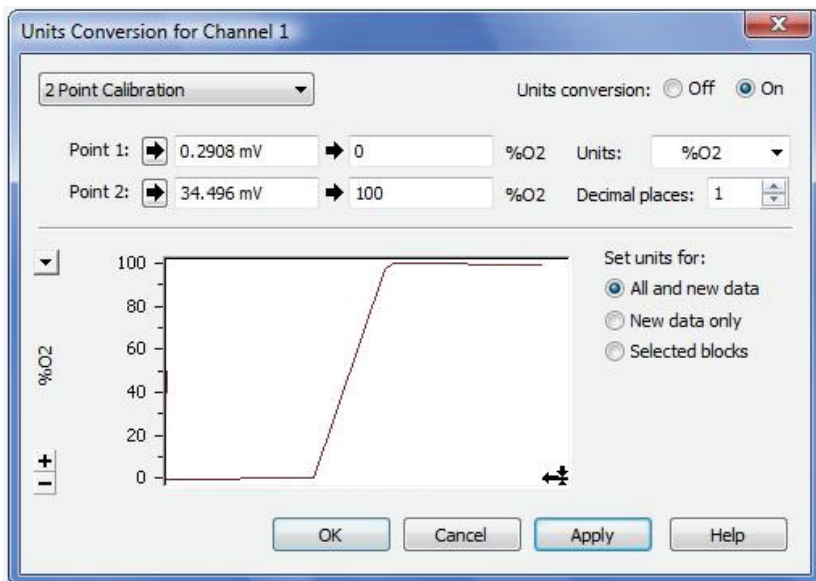 Units Conversion for Channel 1
2 Point Calibration Units conversion: Off On
Point 1: 0.2908 mV 0 %O2 Units: %O2
Point 2: 34.496 mV 100 %O2 Decimal places: 1
Set units for:
All and new data
New data only
Selected blocks
100
80
60
40
20
0
%O2
+
−
OK Cancel Apply Help